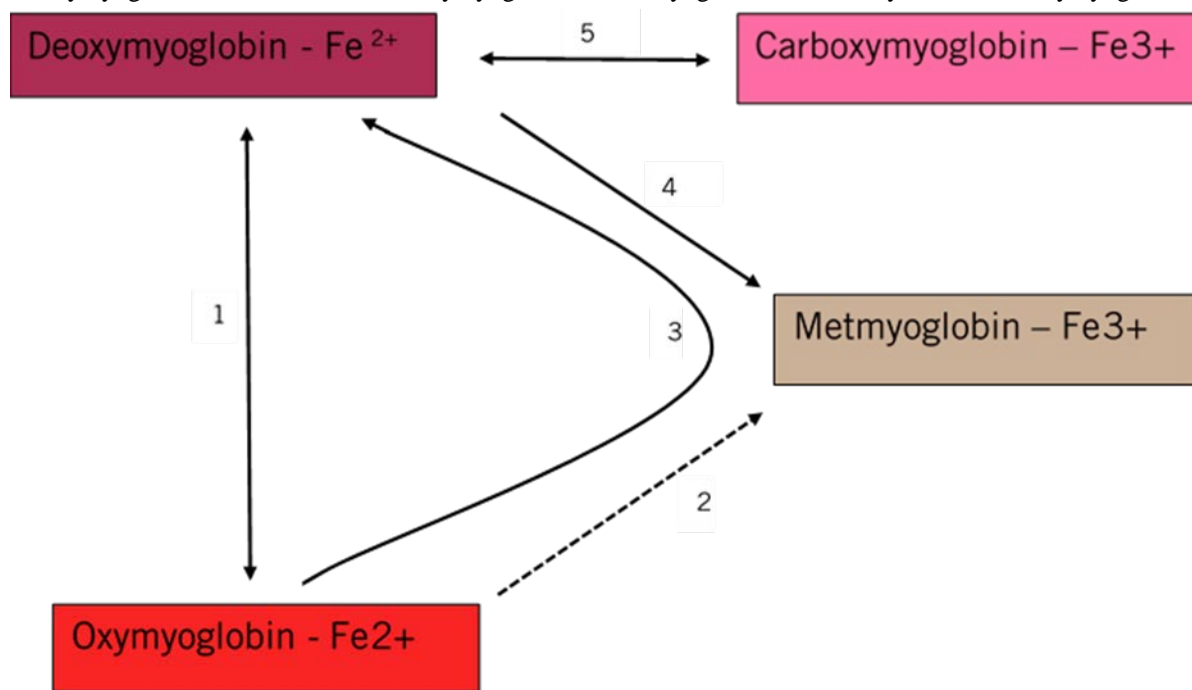 Deoxymyoglobin - Fe 2+
5
Carboxymyoglobin – Fe3+
4
1
3
Metmyoglobin – Fe3+
2
Oxymyoglobin - Fe2+